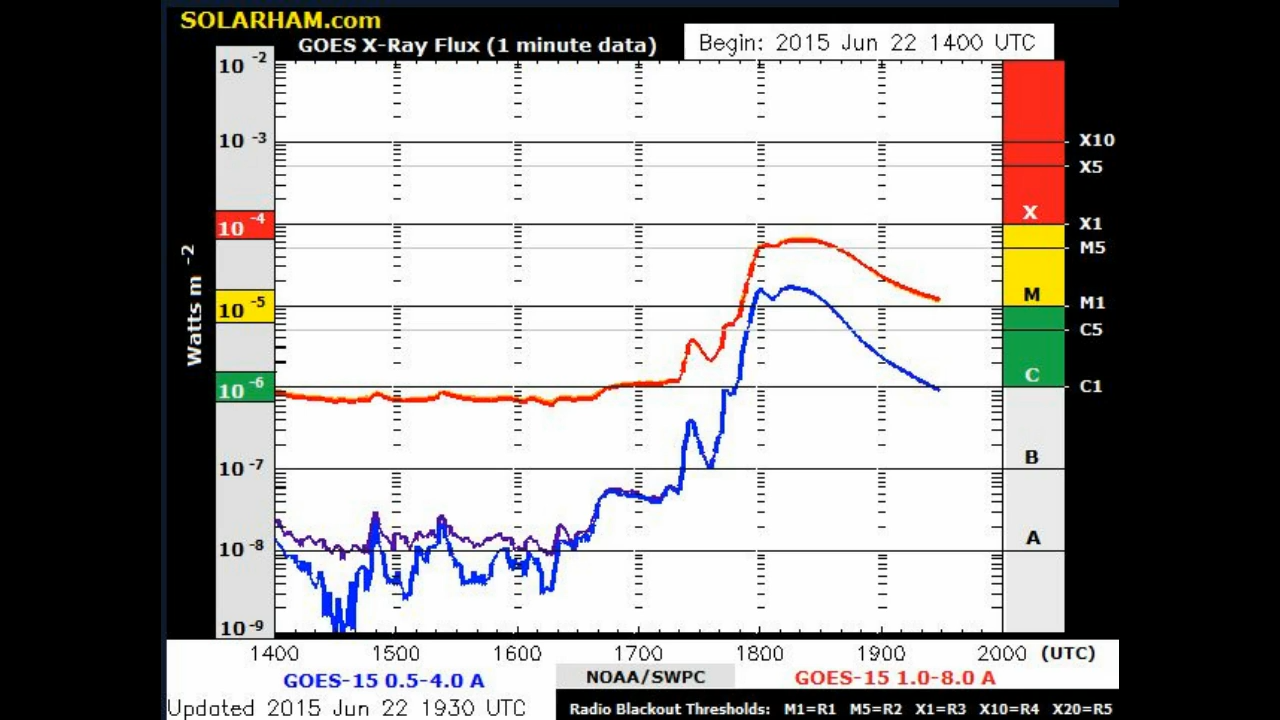 SOLARHAM.com
GOES X-Ray Flux (1 minute data)
Begin: 2015 Jun 22 1400 UTC
10 -2
10 -3
10 -4
10 -5
10 -6
10 -7
10 -8
10 -9
Watts m -2
X10
X5
X
X1
M5
M
M1
C5
C
C1
B
A
1400 1500 1600 1700 1800 1900 2000 (UTC)
GOES-15 0.5-4.0 A NOAA/SWPC GOES-15 1.0-8.0 A
Updated 2015 Jun 22 1930 UTC
Radio Blackout Thresholds: M1=R1 M5=R2 X1=R3 X10=R4 X20=R5